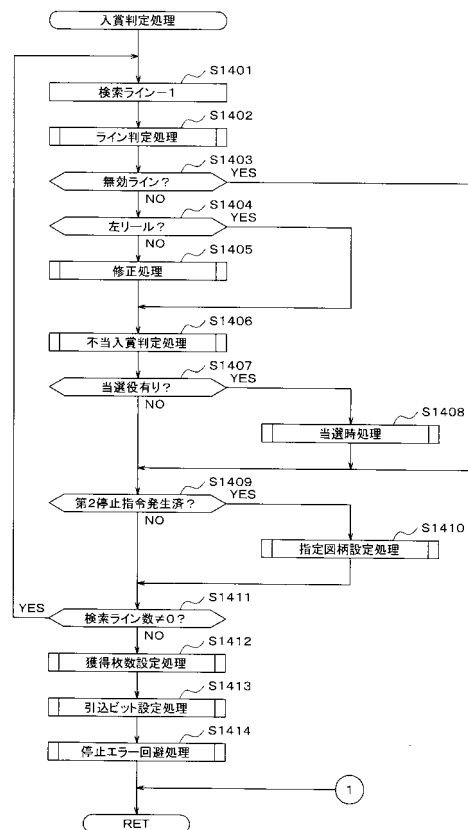 入賞判定処理
S1401
検索ライン−1
S1402
ライン判定処理
S1403
無効ライン？
YES
NO
S1404
左リール？
YES
NO
S1405
修正処理
S1406
不当入賞判定処理
S1407
当選役有り？
YES
NO
S1408
当選時処理
S1409
第2停止指令発生済？
YES
NO
S1410
指定図柄設定処理
S1411
YES
検索ライン数≠0？
NO
S1412
獲得枚数設定処理
S1413
引込ビット設定処理
S1414
停止エラー回避処理
1
RET